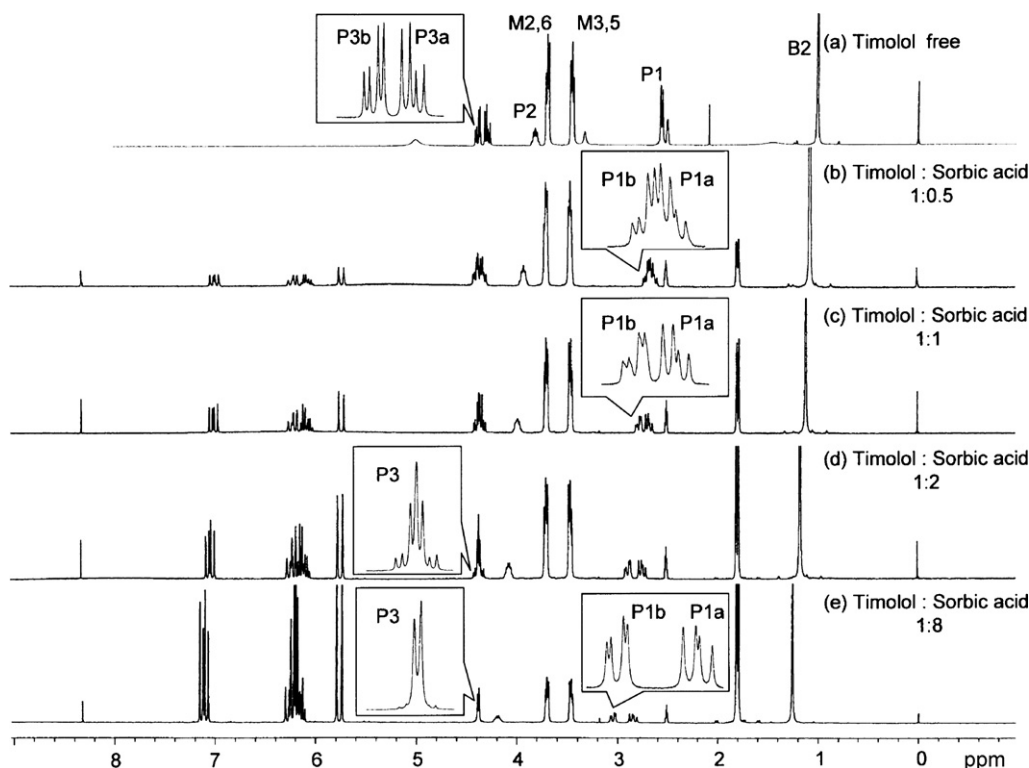 P3b P3a
M2,6 M3,5
P2
P1
B2
(a) Timolol free
P1b P1a
(b) Timolol : Sorbic acid
1:0.5
P1b P1a
(c) Timolol : Sorbic acid
1:1
P3
(d) Timolol : Sorbic acid
1:2
P3
P1b P1a
(e) Timolol : Sorbic acid
1:8
8 7 6 5 4 3 2 1 0 ppm